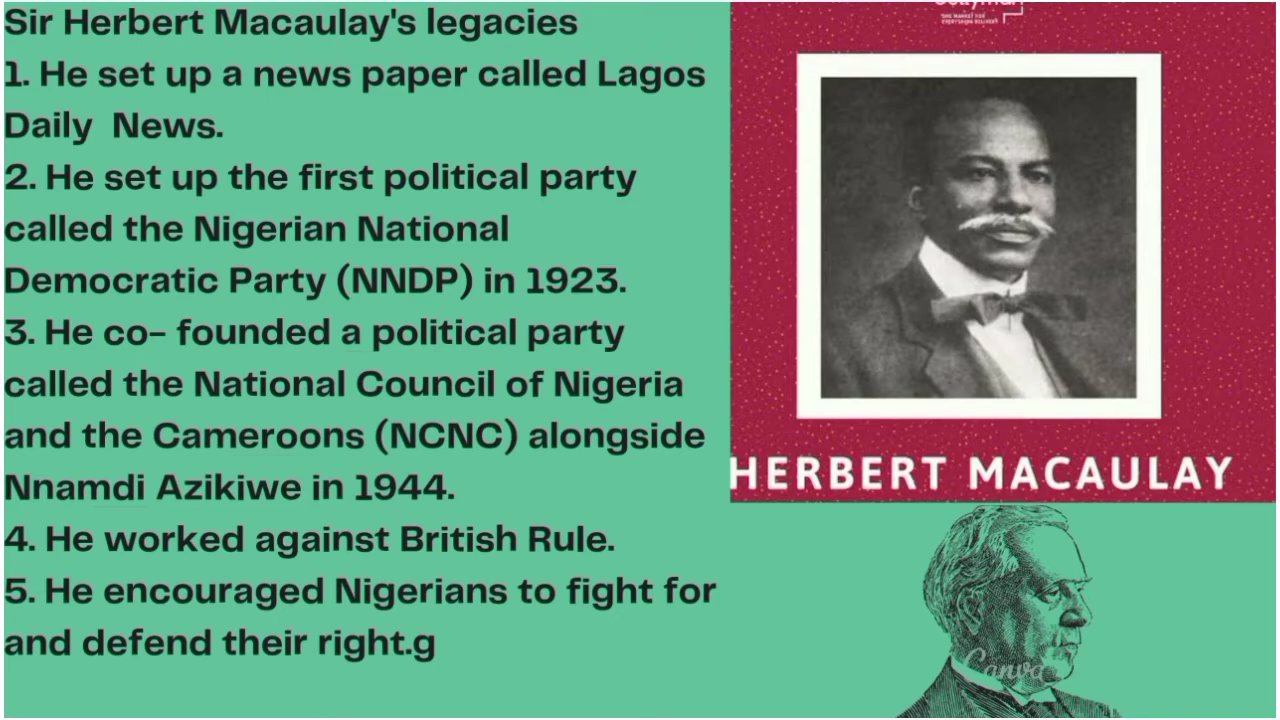 Sir Herbert Macaulay's legacies
1. He set up a news paper called Lagos
Daily News.
2. He set up the first political party
called the Nigerian National
Democratic Party (NNDP) in 1923.
3. He co- founded a political party
called the National Council of Nigeria
and the Cameroons (NCNC) alongside
Nnamdi Azikiwe in 1944.
4. He worked against British Rule.
5. He encouraged Nigerians to fight for
and defend their right.g
HERBERT MACAULAY
Canva